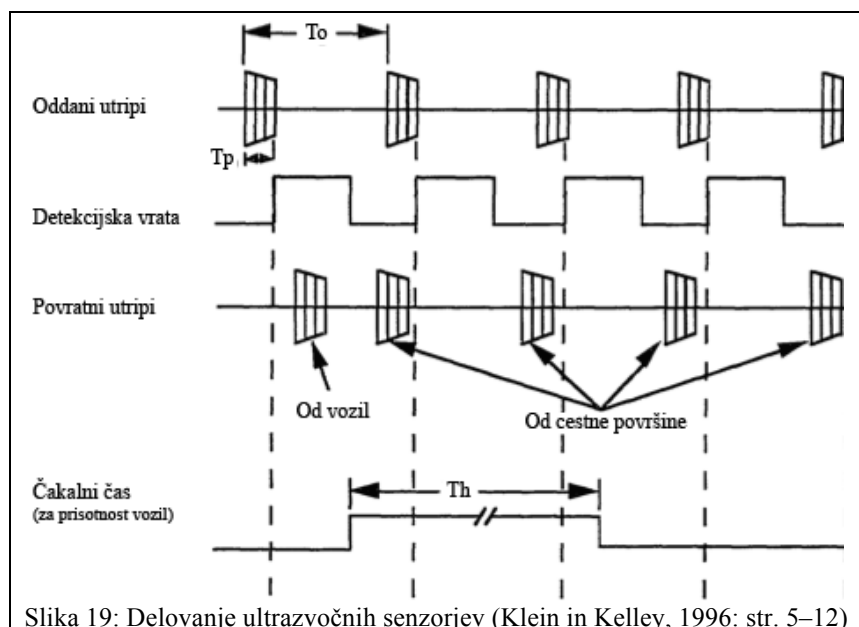 To
Oddani utripi
Tp
Detekcijska vrata
Povratni utripi
Od vozil
Od cestne površine
Čakalni čas
(za prisotnost vozil)
Th
Slika 19: Delovanje ultrazvočnih senzorjev (Klein in Kelley, 1996: str. 5–12)